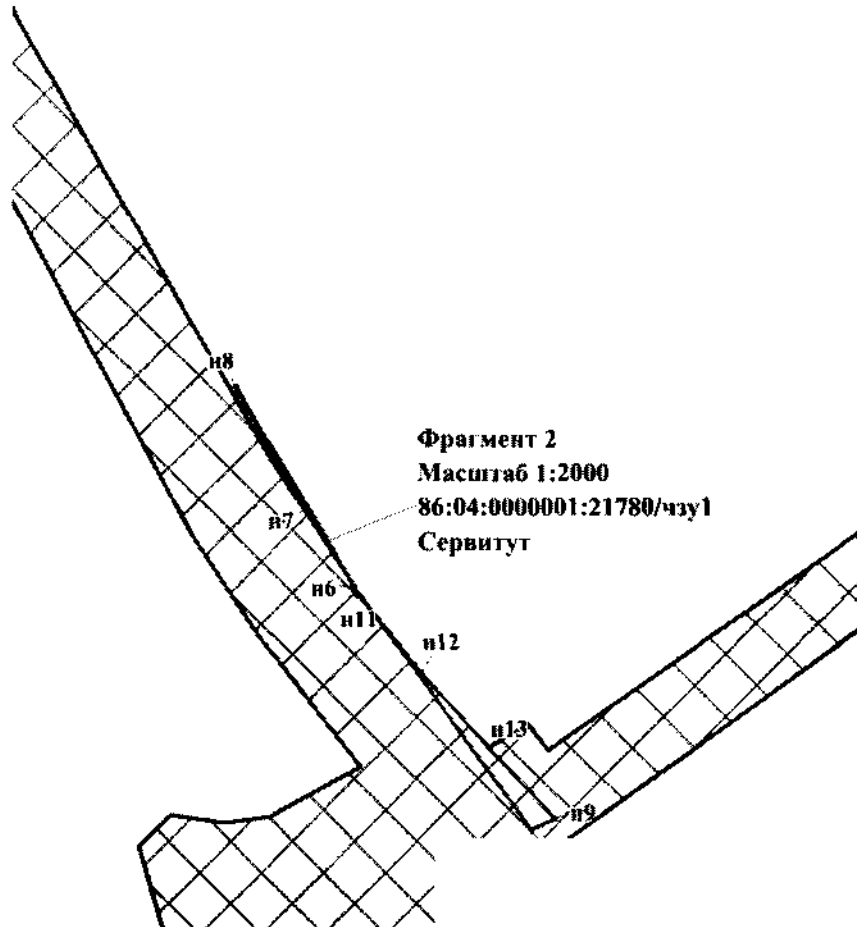 н8
Фрагмент 2
Масштаб 1:2000
86:04:0000001:21780/чзу1
Сервитут
н7
н6
н11
н12
н13
н9